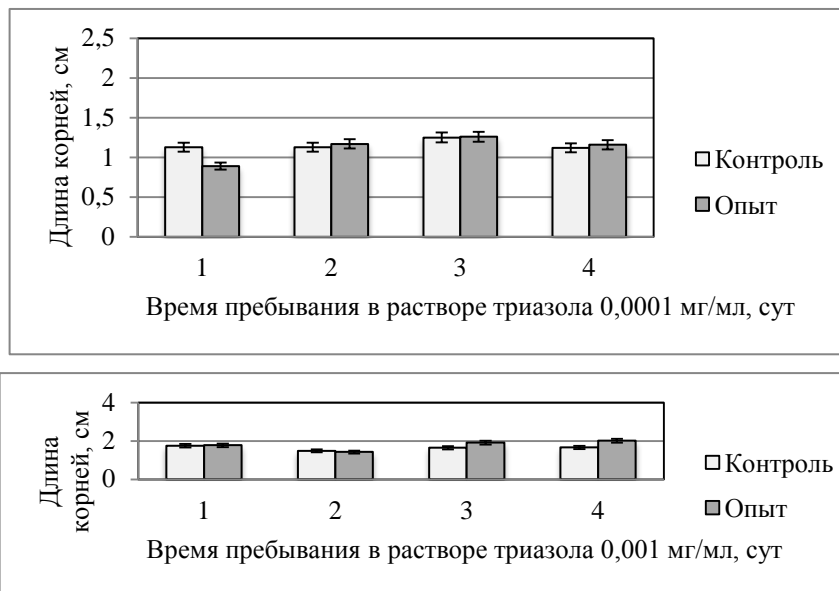 2,5
2
1,5
1
0,5
0
Длина корней, см
1 2 3 4
Контроль
Опыт
Время пребывания в растворе триазола 0,0001 мг/мл, сут
4
2
0
Длина
корней, см
1 2 3 4
Контроль
Опыт
Время пребывания в растворе триазола 0,001 мг/мл, сут